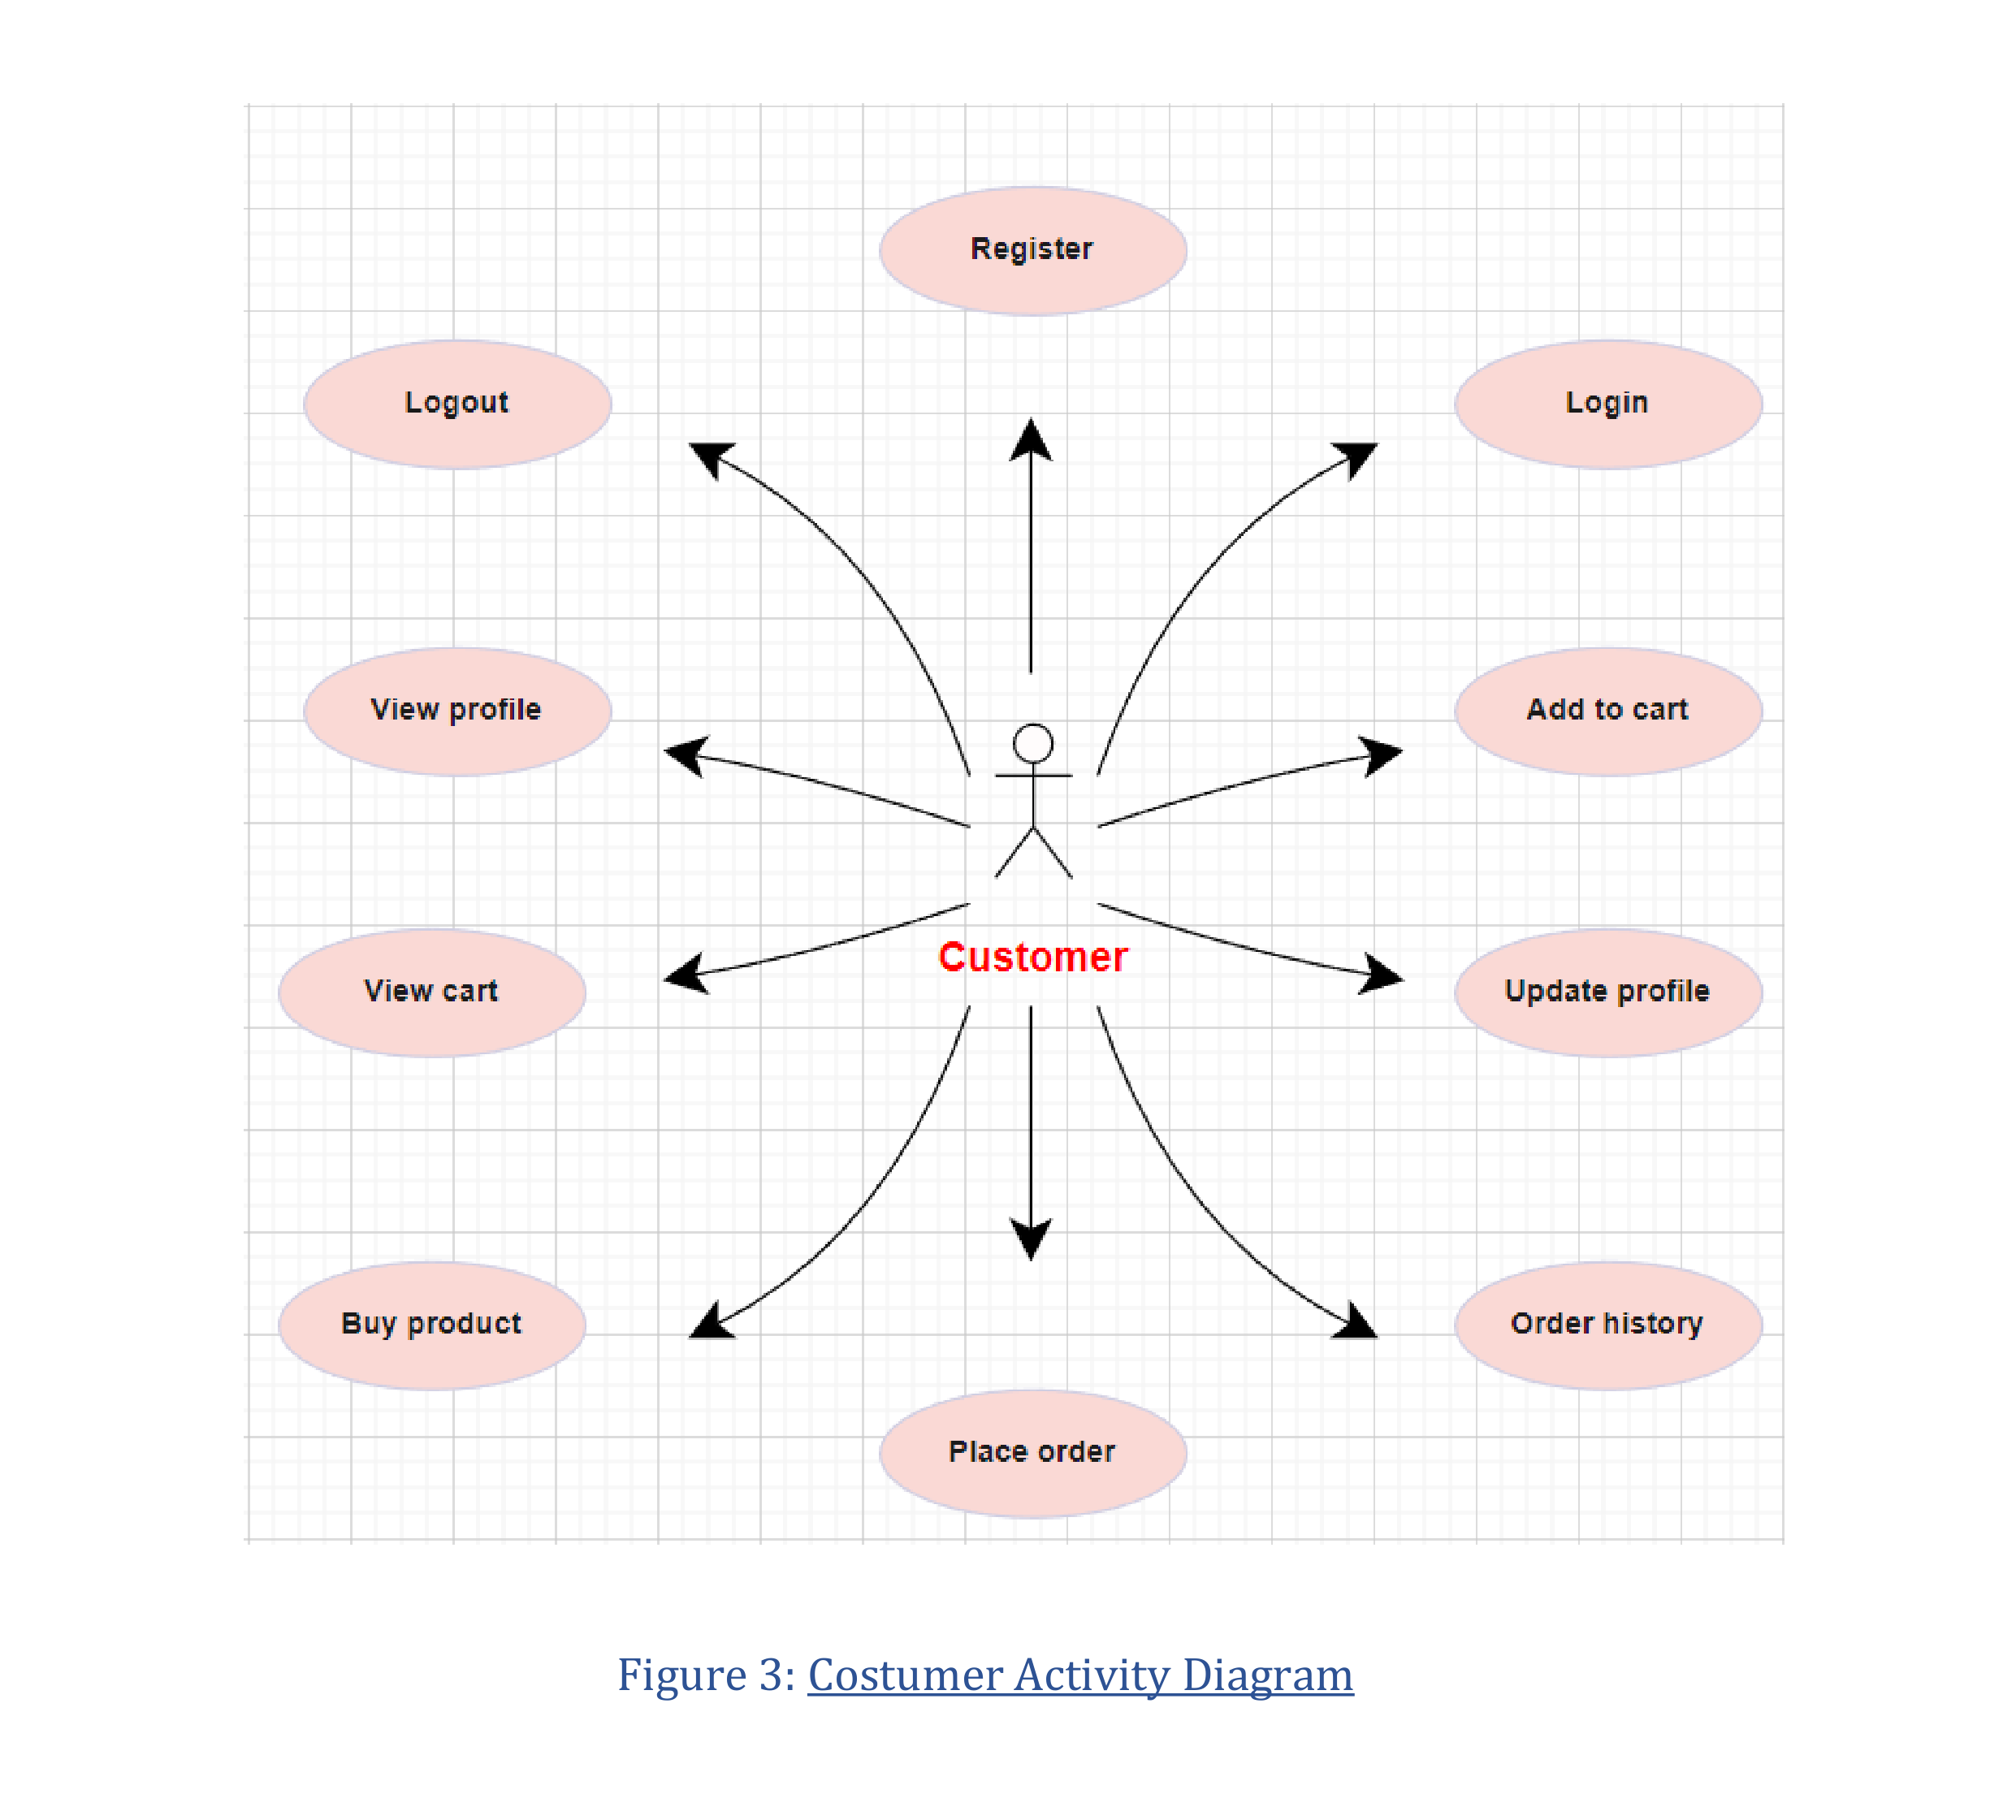 Register
Logout
Login
View profile
Add to cart
Customer
View cart
Update profile
Buy product
Order history
Place order
Figure 3: Costumer Activity Diagram